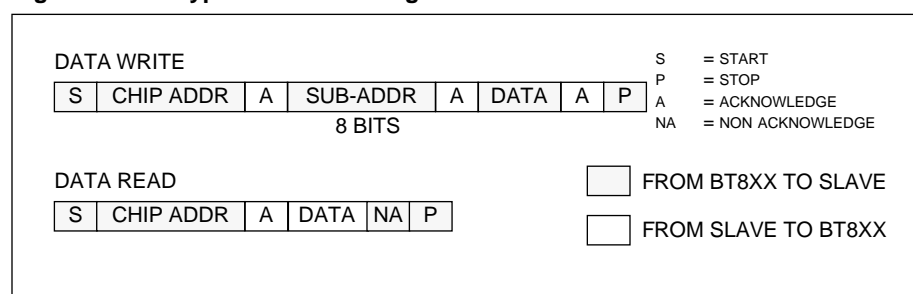 DATA WRITE
S CHIP ADDR A SUB-ADDR A DATA A P
8 BITS
S = START
P = STOP
A = ACKNOWLEDGE
NA = NON ACKNOWLEDGE
DATA READ
S CHIP ADDR A DATA NA P
FROM BT8XX TO SLAVE
FROM SLAVE TO BT8XX